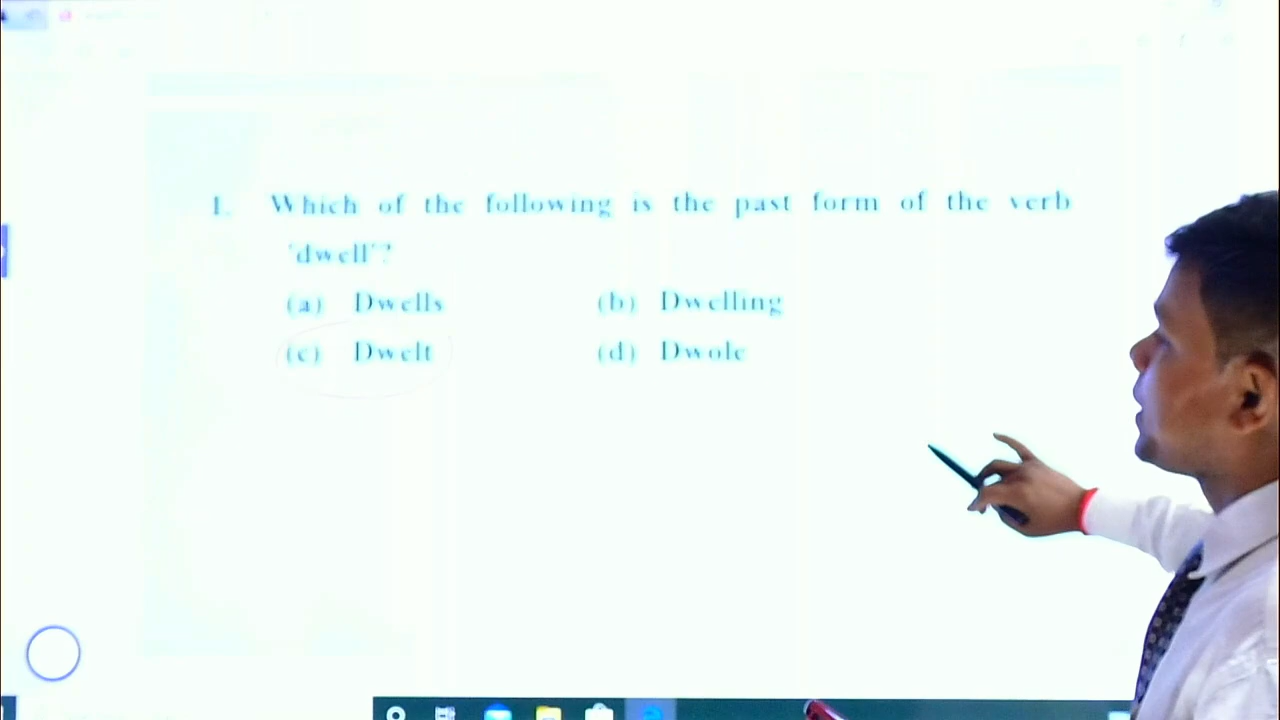 1. Which of the following is the past form of the verb
'dwell'?
(a) Dwells (b) Dwelling
(c) Dwelt (d) Dwole